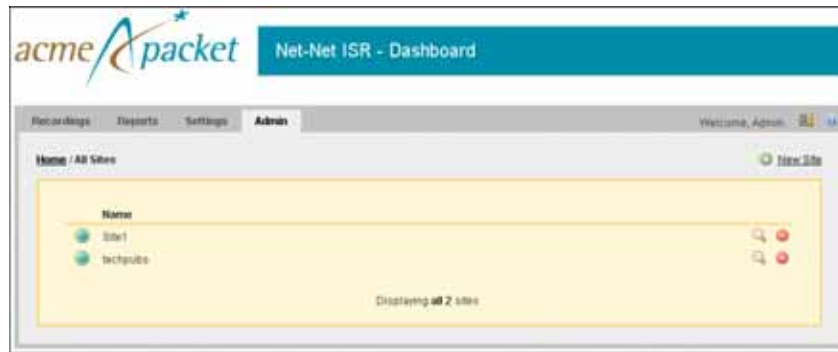 acme packet
Net-Net ISR - Dashboard
Recordings Reports Settings Admin Welcome, Admin
Home / All Sites New Site
Name
Site1
techpubs
Displaying all 2 sites